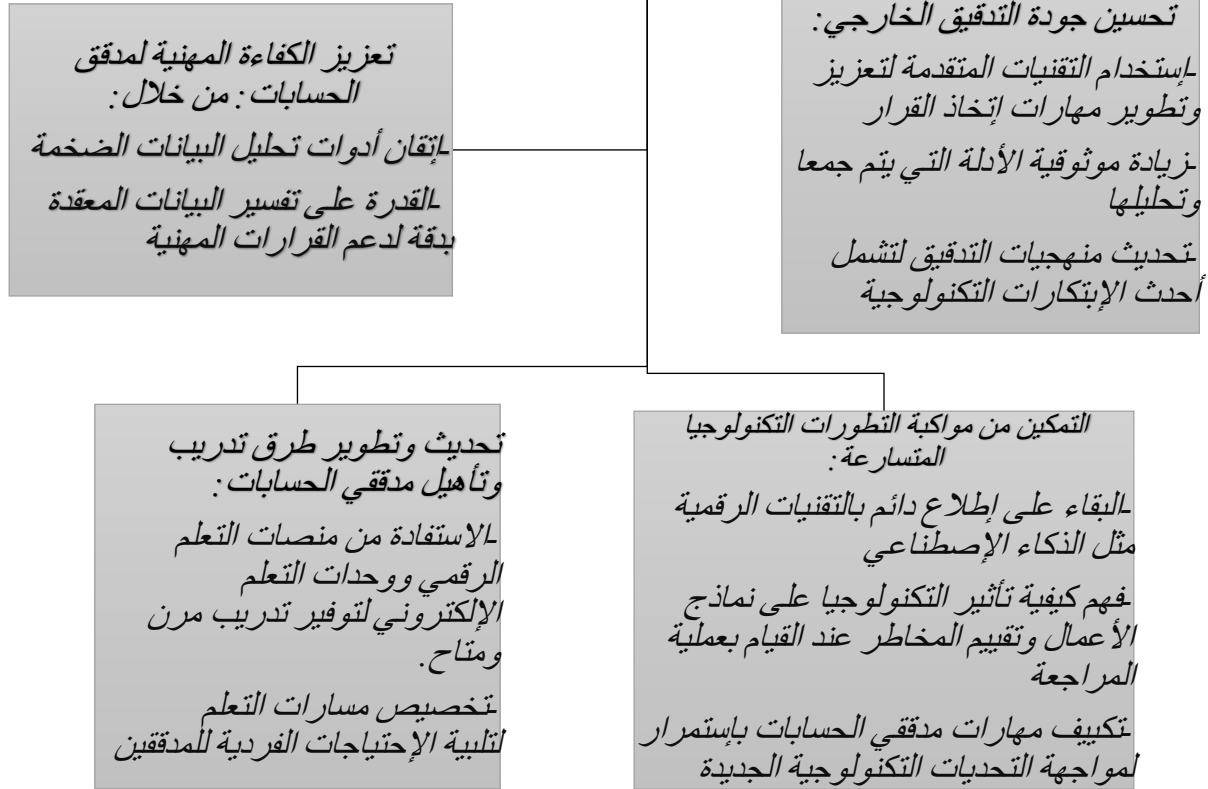 تحسين جودة التدقيق الخارجي:
-إستخدام التقنيات المتقدمة لتعزيز
وتطوير مهارات إتخاذ القرار
-زيادة موثوقية الأدلة التي يتم جمعا
وتحليلها
-تحديث منهجيات التدقيق لتشمل
أحدث الإبتكارات التكنولوجية
تعزيز الكفاءة المهنية لمدقق
الحسابات: من خلال:
-إتقان أدوات تحليل البيانات الضخمة
-القدرة على تفسير البيانات المعقدة
بدقة لدعم القرارات المهنية
التمكين من مواكبة التطورات التكنولوجيا
المتسارعة:
-البقاء على إطلاع دائم بالتقنيات الرقمية
مثل الذكاء الإصطناعي
-فهم كيفية تأثير التكنولوجيا على نماذج
الأعمال وتقييم المخاطر عند القيام بعملية
المراجعة
-تكييف مهارات مدققي الحسابات بإستمرار
لمواجهة التحديات التكنولوجية الجديدة
تحديث وتطوير طرق تدريب
وتأهيل مدققي الحسابات:
-الاستفادة من منصات التعلم
الرقمي ووحدات التعلم
الإلكتروني لتوفير تدريب مرن
ومتاح.
-تخصيص مسارات التعلم
لتلبية الإحتياجات الفردية للمدققين